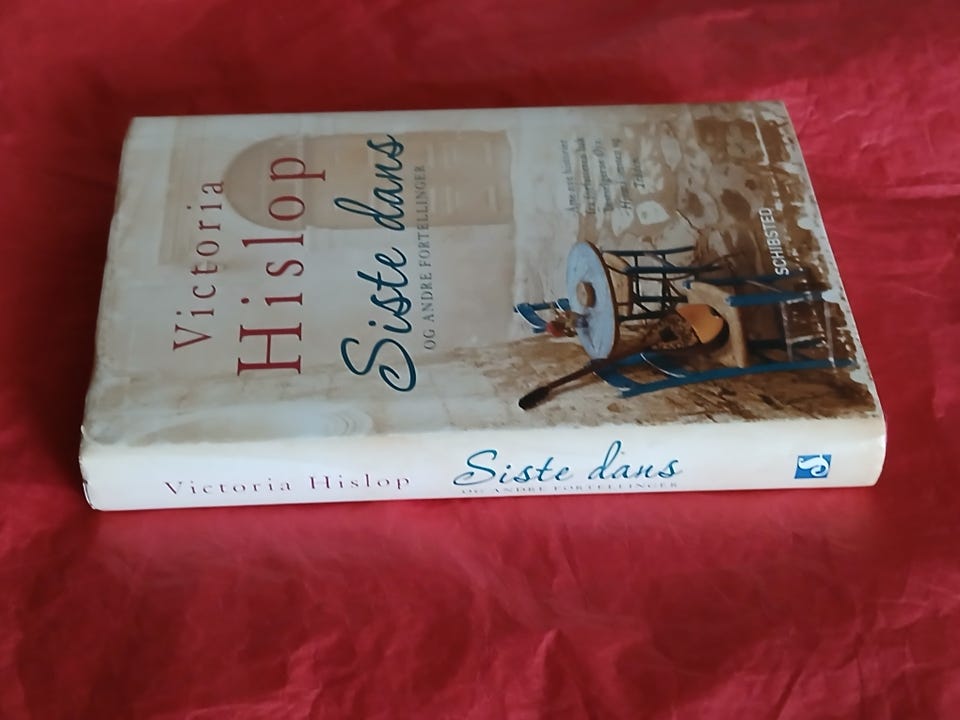 Victoria
Hislop
Siste dans
OG ANDRE FORTELLINGER
SCHIBSTED
Victoria Hislop
Siste dans
OG ANDRE FORTELLINGER